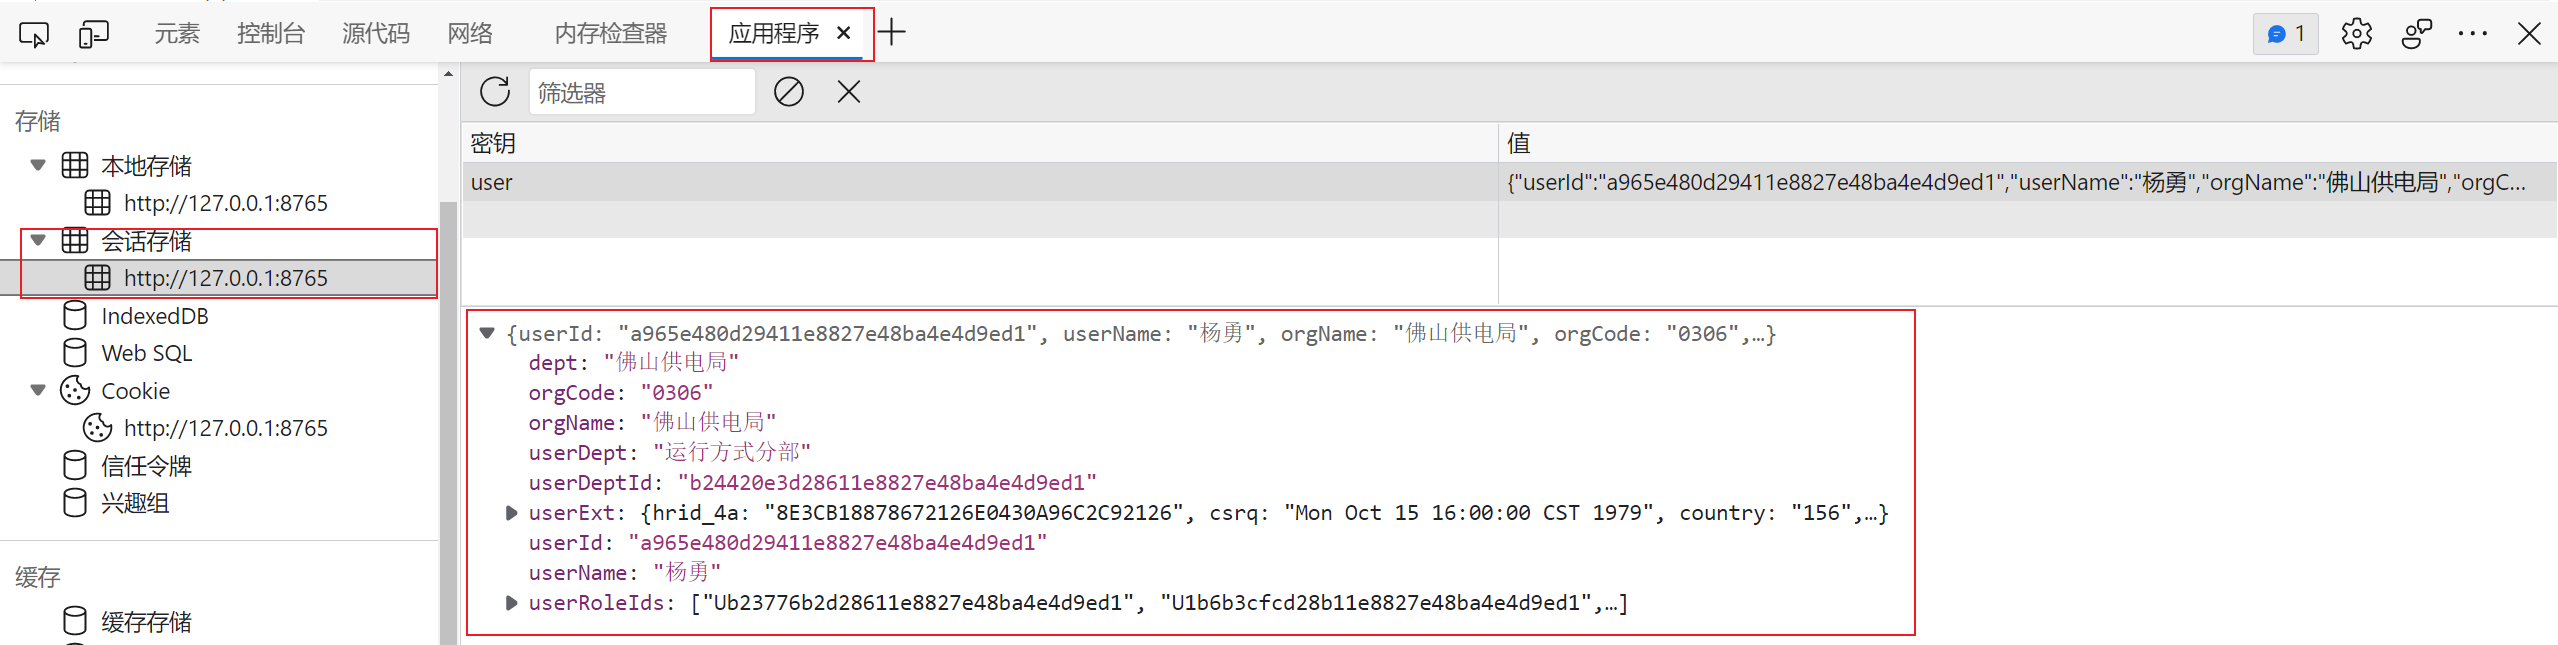 元素 控制台 源代码 网络 内存检查器 应用程序 1
存储
本地存储
http://127.0.0.1:8765
会话存储
http://127.0.0.1:8765
IndexedDB
Web SQL
Cookie
http://127.0.0.1:8765
信任令牌
兴趣组
缓存
缓存存储
筛选器
密钥 值
user {"userId":"a965e480d29411e8827e48ba4e4d9ed1","userName":"杨勇","orgName":"佛山供电局","orgC...
{userId: "a965e480d29411e8827e48ba4e4d9ed1", userName: "杨勇", orgName: "佛山供电局", orgCode: "0306",…}
dept: "佛山供电局"
orgCode: "0306"
orgName: "佛山供电局"
userDept: "运行方式分部"
userDeptId: "b24420e3d28611e8827e48ba4e4d9ed1"
userExt: {hrid_4a: "8E3CB18878672126E0430A96C2C92126", csrq: "Mon Oct 15 16:00:00 CST 1979", country: "156",…}
userId: "a965e480d29411e8827e48ba4e4d9ed1"
userName: "杨勇"
userRoleIds: ["Ub23776b2d28611e8827e48ba4e4d9ed1", "U1b6b3cfcd28b11e8827e48ba4e4d9ed1",…]